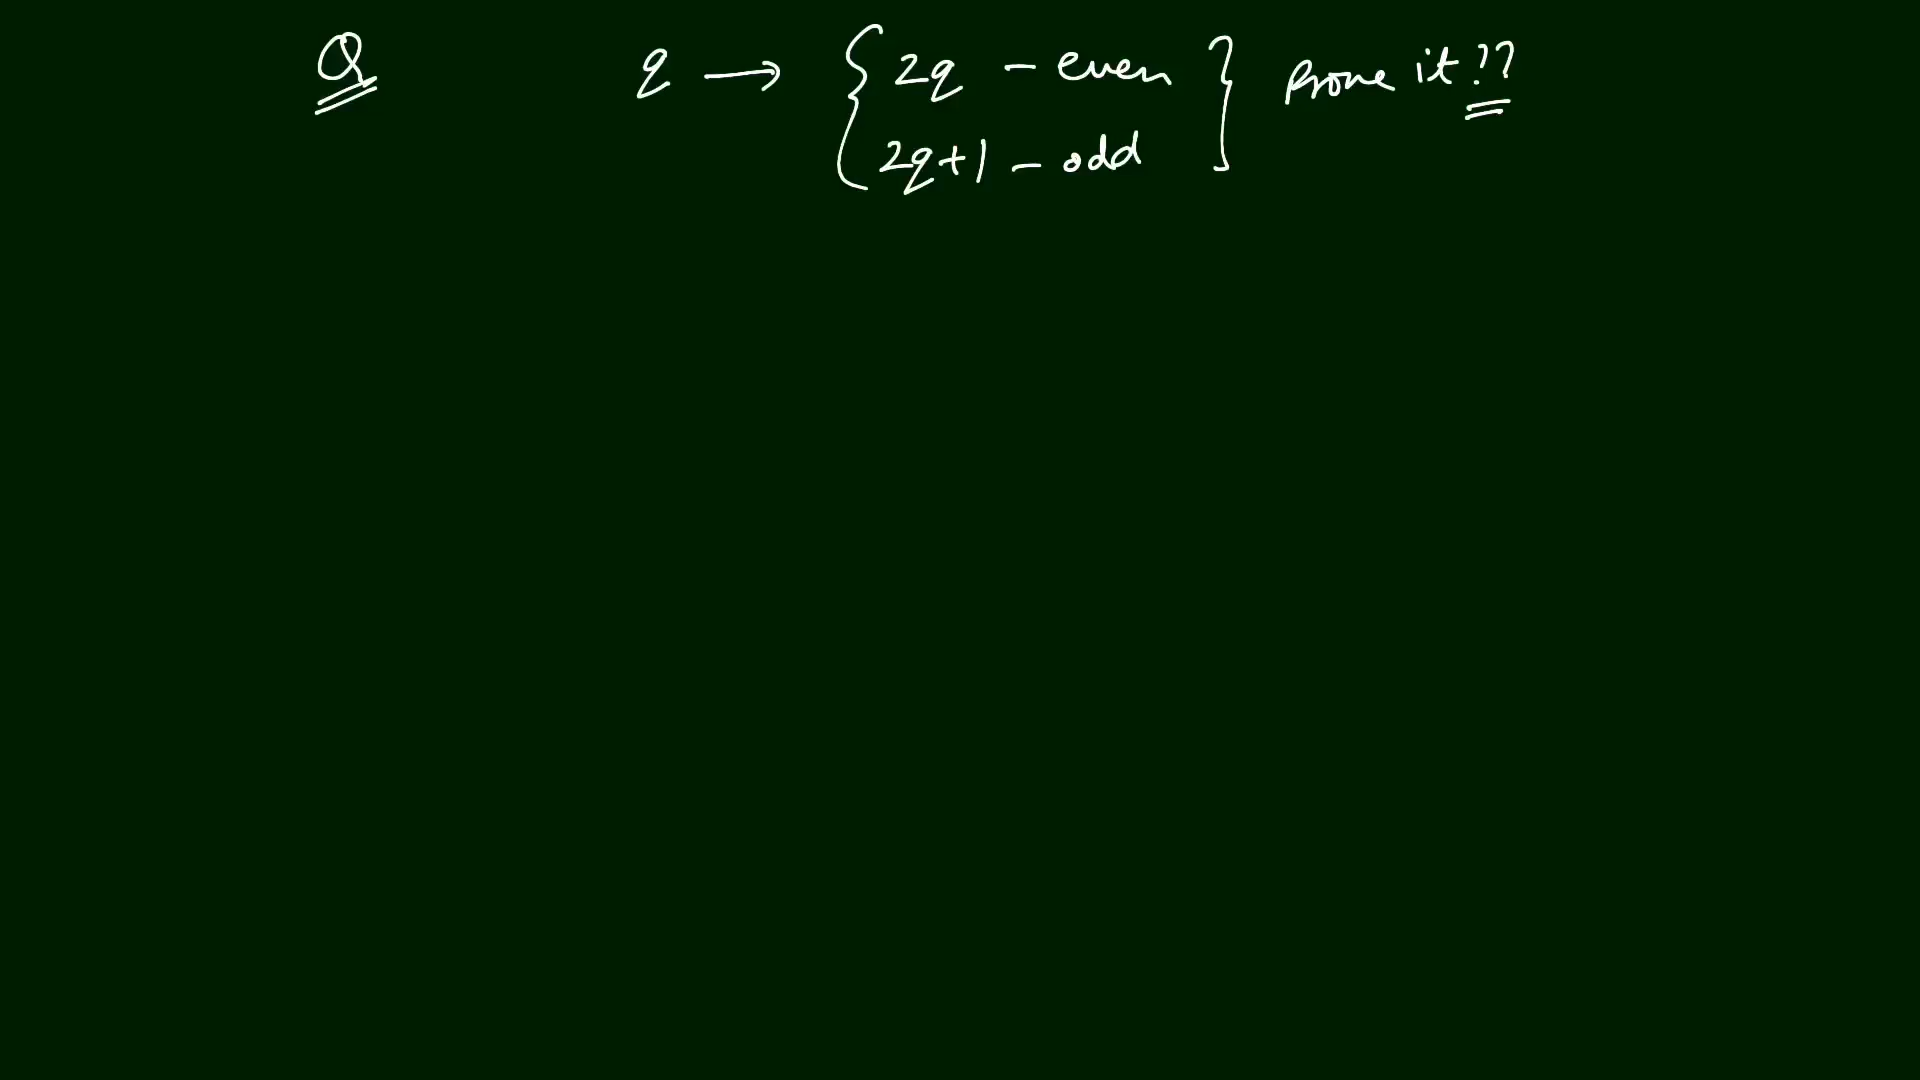 Q q → { 2q – even } Prove it??
2q+1 – odd